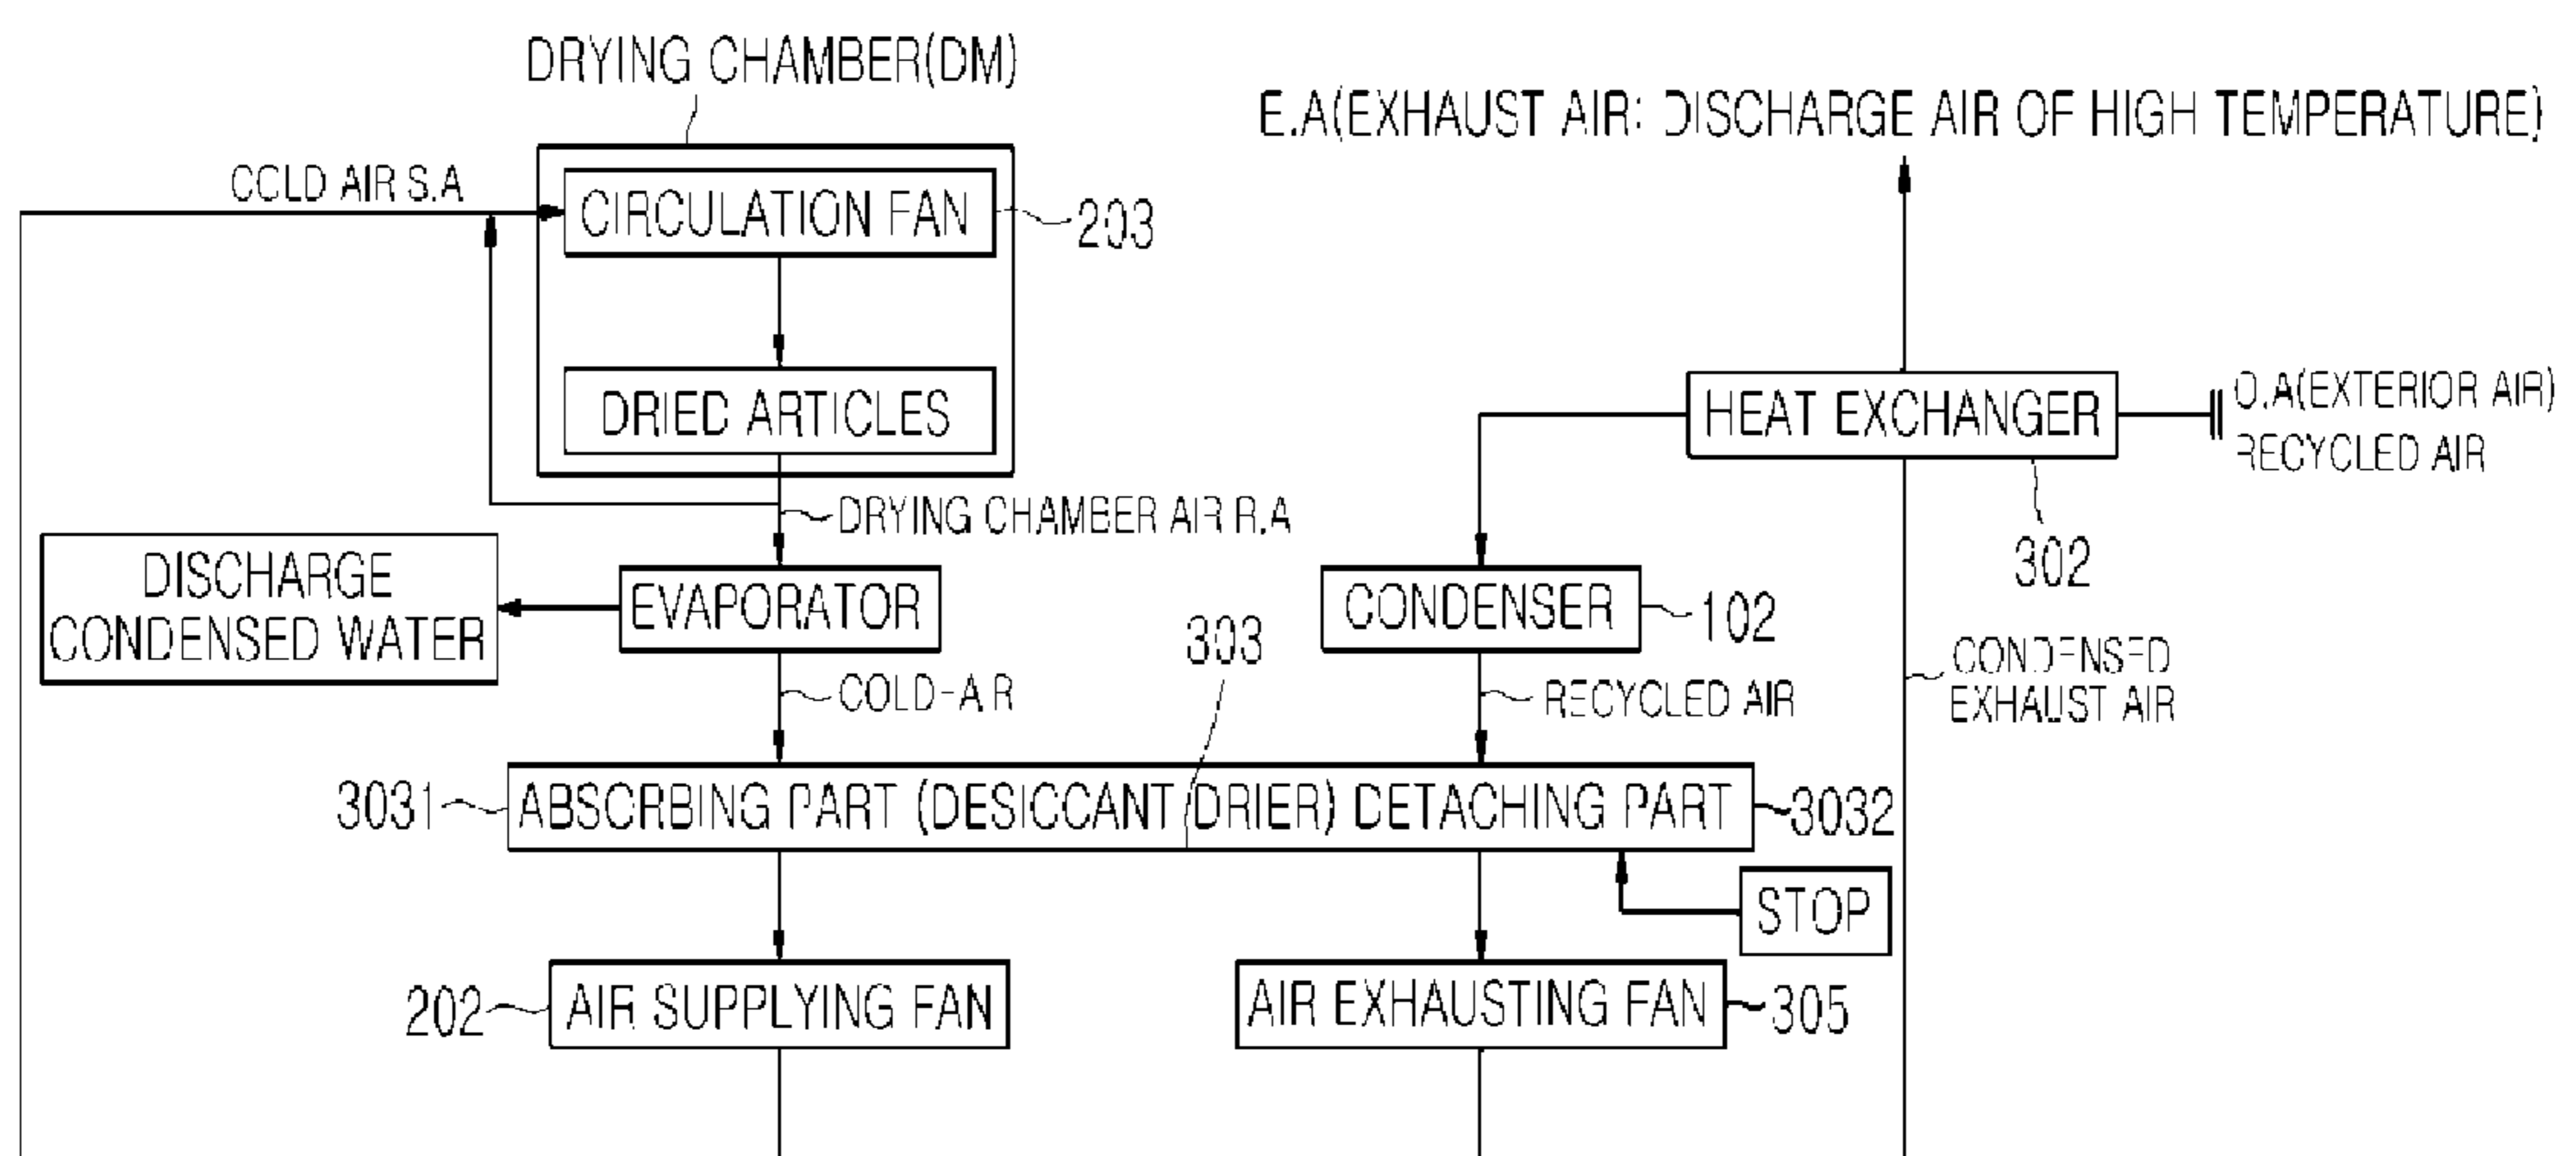 DRYING CHAMBER(DM)
E.A(EXHAUST AIR: DISCHARGE AIR OF HIGH TEMPERATURE)
COLD AIR S.A
CIRCULATION FAN
203
DRIED ARTICLES
HEAT EXCHANGER
O.A(EXTERIOR AIR)
RECYCLED AIR
302
DRYING CHAMBER AIR R.A
DISCHARGE
CONDENSED WATER
EVAPORATOR
CONDENSER
102
303
COLD-AIR
RECYCLED AIR
CONDENSED
EXHAUST AIR
3031
ABSORBING PART (DESICCANT DRIER) DETACHING PART
3032
STOP
202
AIR SUPPLYING FAN
AIR EXHAUSTING FAN
305